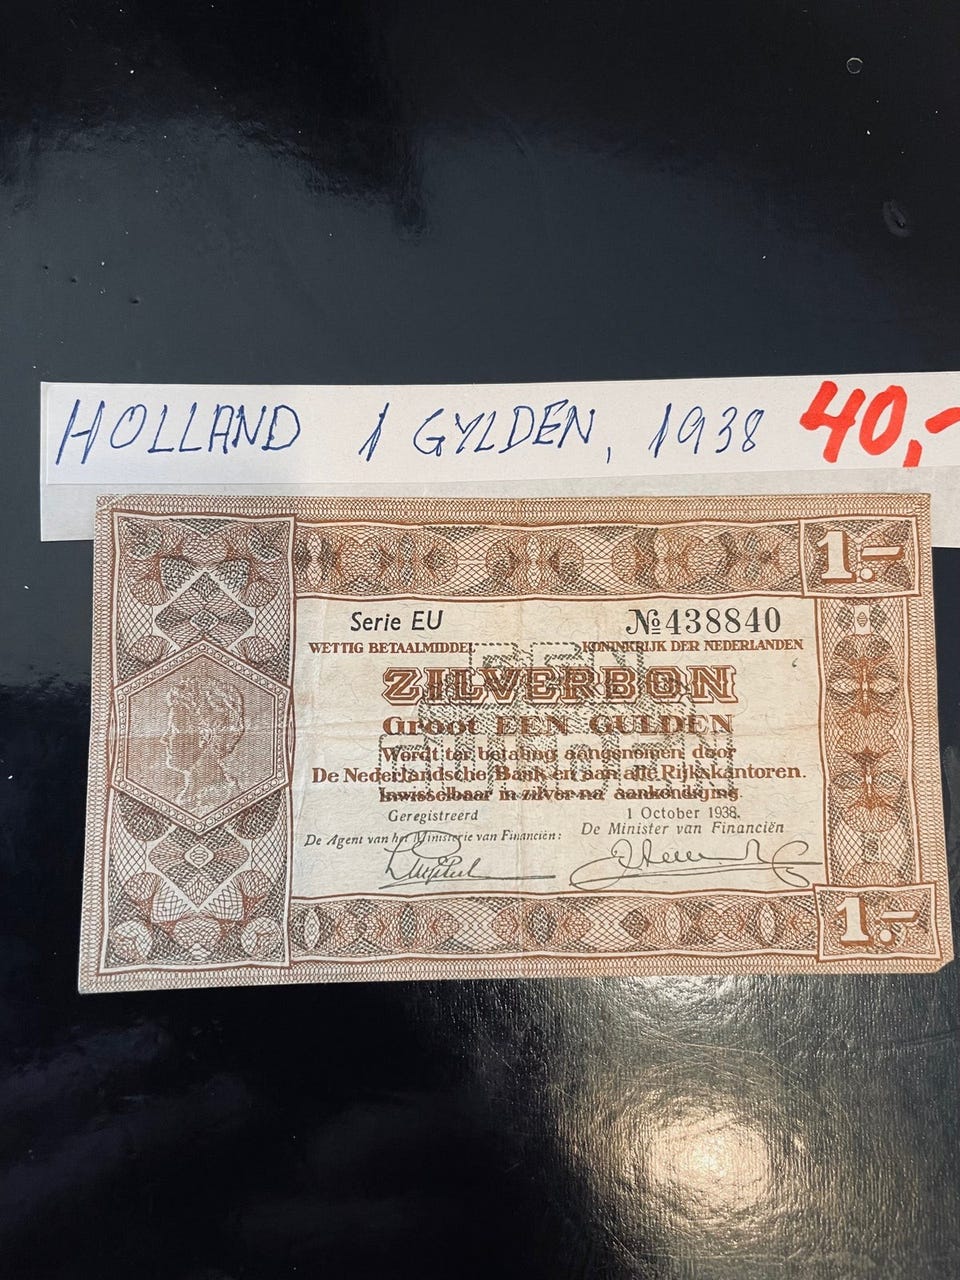 HOLLAND 1 GYLDEN, 1938 40,-
1.-
Serie EU № 438840
WETTIG BETAALMIDDEL KONINKRIJK DER NEDERLANDEN
ZILVERBON
Groot EEN GULDEN
Wordt ter betaling aangenomen door
De Nederlandsche Bank en aan alle Rijkskantoren.
Inwisselbaar in zilver na aankondiging.
Geregistreerd 1 October 1938.
De Agent van het Ministerie van Financiën: De Minister van Financiën
1.-